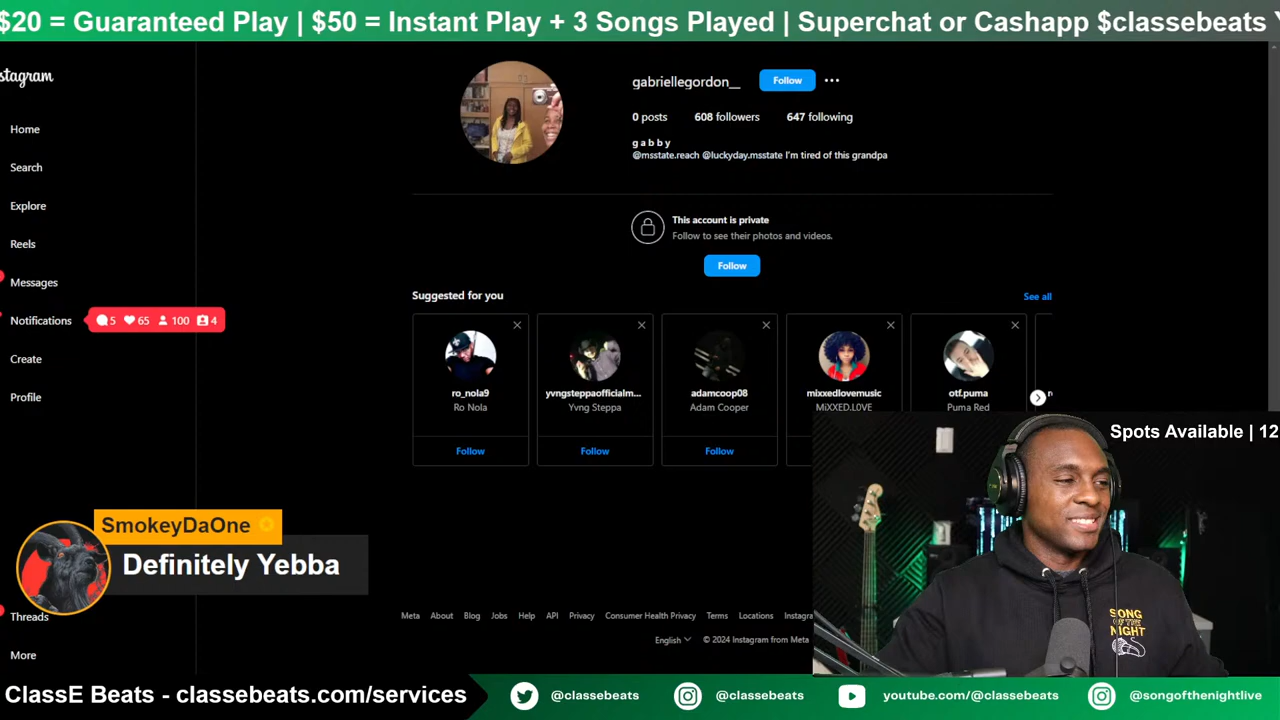 $20 = Guaranteed Play | $50 = Instant Play + 3 Songs Played | Superchat or Cashapp $classebeats
stagram
Home
Search
Explore
Reels
Messages
Notifications
5 65 100 4
Create
Profile
Threads
More
gabriellegordon__
Follow
0 posts 608 followers 647 following
g a b b y
@msstate.reach @luckyday.msstate I'm tired of this grandpa
This account is private
Follow to see their photos and videos.
Follow
Suggested for you
See all
ro_nola9
Ro Nola
Follow
yvngsteppaofficialm...
Yvng Steppa
Follow
adamcoop08
Adam Cooper
Follow
mixxedlovemusic
MiXXED.L0VE
otf.puma
Puma Red
Spots Available | 12
SmokeyDaOne
Definitely Yebba
SONG
OF THE
NIGHT
Meta About Blog Jobs Help API Privacy Consumer Health Privacy Terms Locations Instagra
English © 2024 Instagram from Meta
ClassE Beats - classebeats.com/services
@classebeats
@classebeats
youtube.com/@classebeats
@songofthenightlive